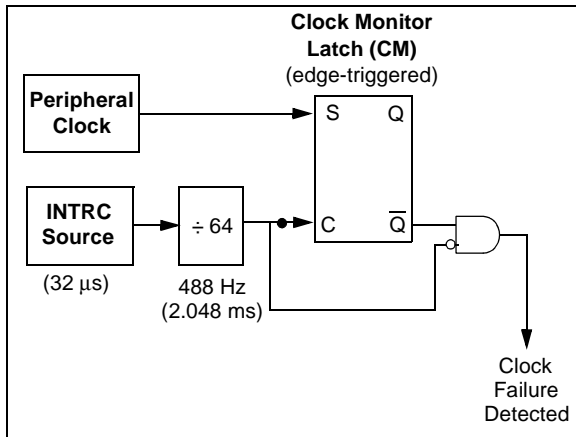 Clock Monitor
Latch (CM)
(edge-triggered)
Peripheral
Clock
S Q
INTRC
Source
÷ 64
C Q̅
(32 μs)
488 Hz
(2.048 ms)
Clock
Failure
Detected